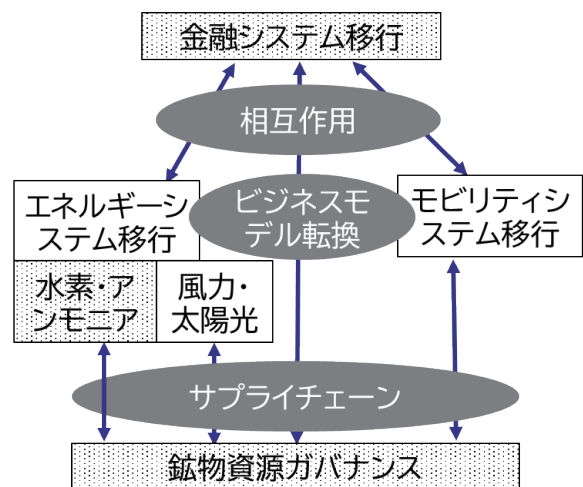 金融システム移行
相互作用
エネルギーシ
ステム移行
ビジネスモ
デル転換
モビリティシ
ステム移行
水素・ア
ンモニア
風力・
太陽光
サプライチェーン
鉱物資源ガバナンス